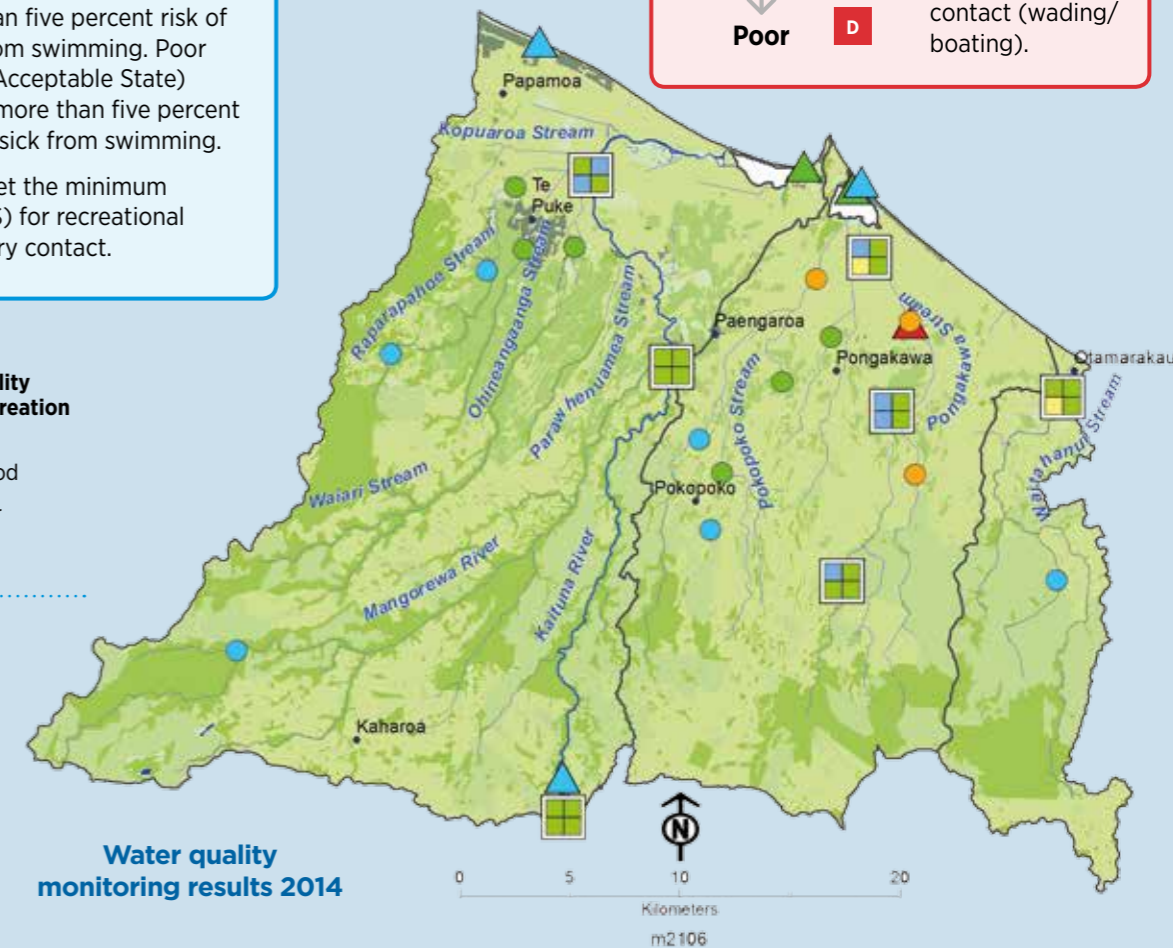 an five percent risk of
om swimming. Poor
Acceptable State)
more than five percent
sick from swimming.
et the minimum
S) for recreational
ry contact.
Poor
D
contact (wading/
boating).
lity
reation
od
Papamoa
Kopuaroa Stream
Te
Puke
Raparapahoe Stream
Ohineangaanga Stream
Paraw henuamea Stream
Paengaroa
Pongakawa
Pongakawa Stream
Otamarakau
Waitahanui Stream
Pokopoko Stream
Pokopoko
Waiari Stream
Mangorewa River
Kaituna River
Kaharoa
N
Water quality
monitoring results 2014
0 5 10 20
Kilometers
m2106